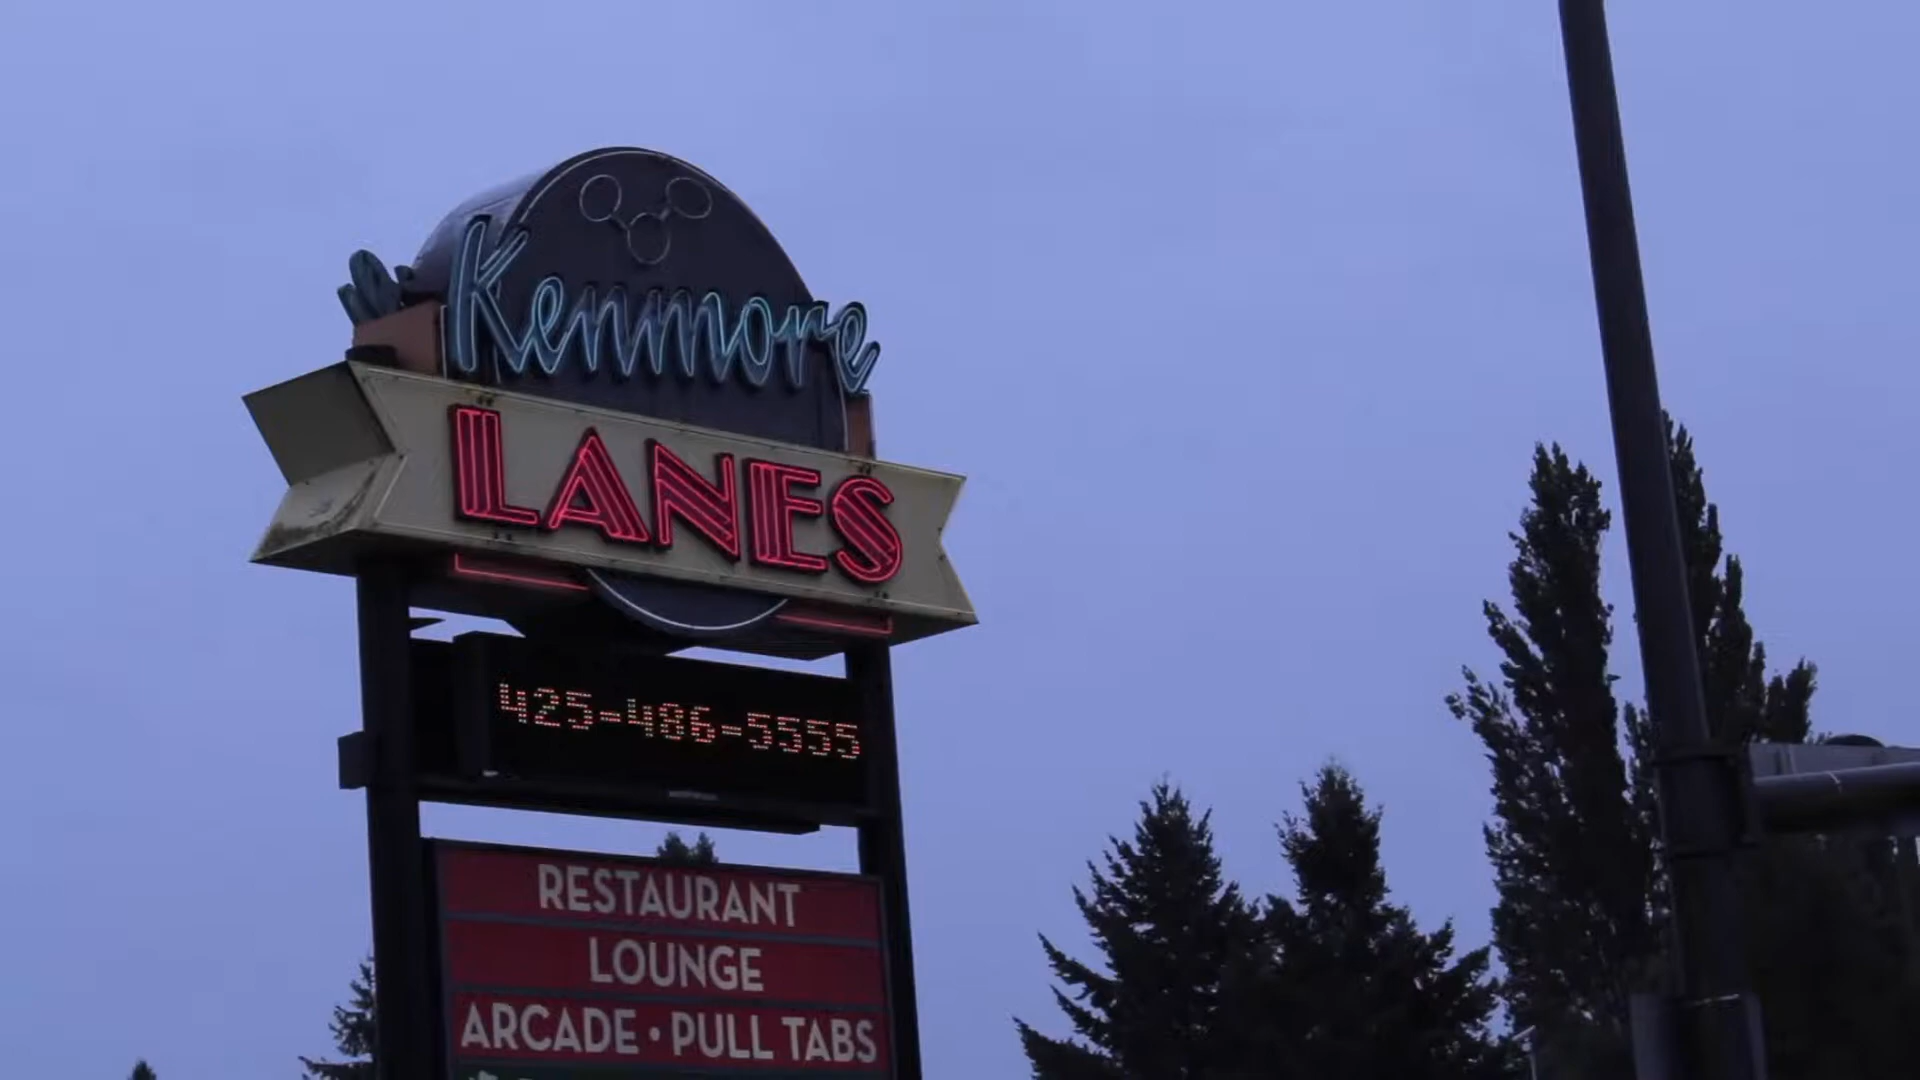 Kenmore
LANES
425-486-5555
RESTAURANT
LOUNGE
ARCADE • PULL TABS